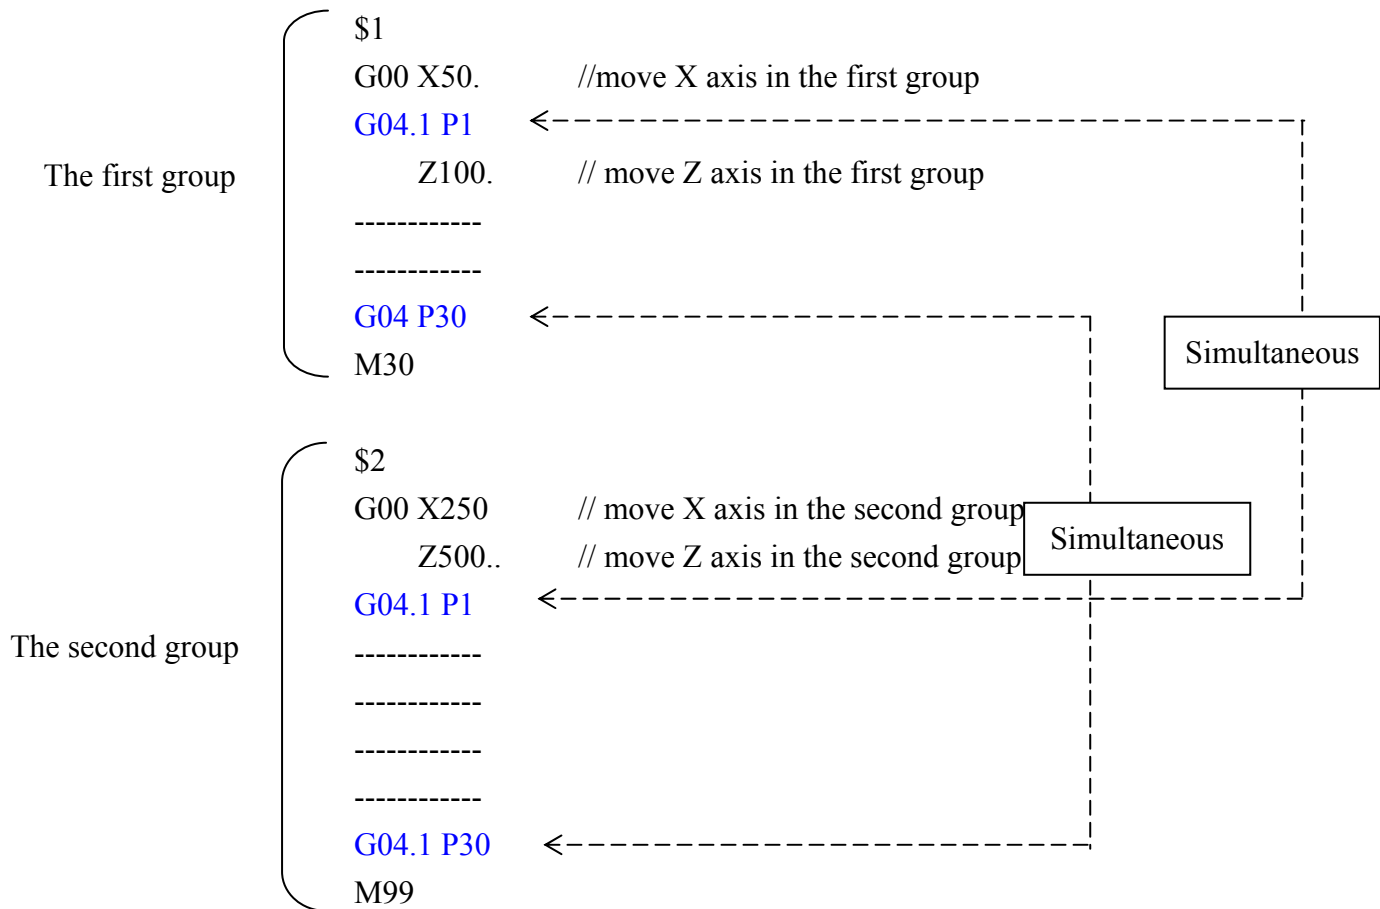 $1
G00 X50. //move X axis in the first group
G04.1 P1
The first group
Z100. // move Z axis in the first group
------------
------------
G04 P30
Simultaneous
M30
$2
G00 X250 // move X axis in the second group
Z500.. // move Z axis in the second group
Simultaneous
G04.1 P1
The second group
------------
------------
------------
------------
G04.1 P30
M99